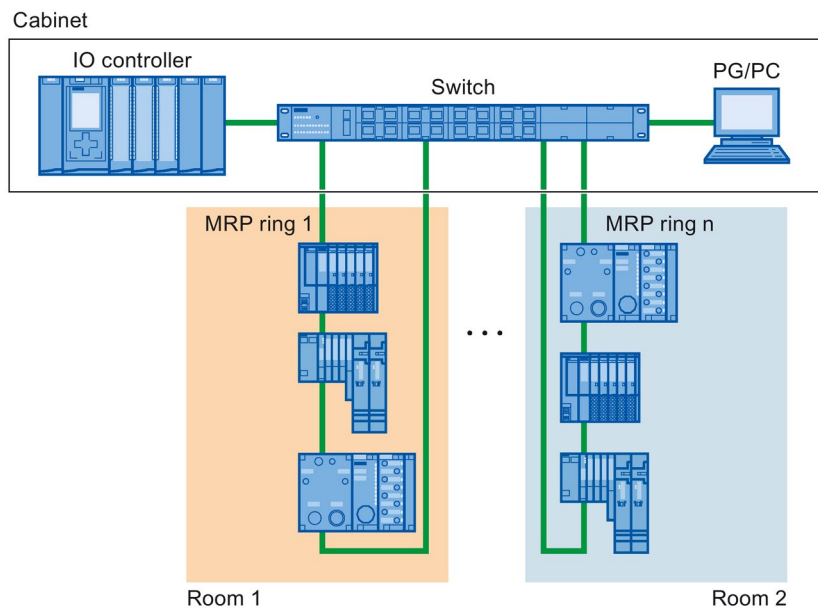 Cabinet
IO controller
Switch
PG/PC
MRP ring 1
MRP ring n
...
Room 1
Room 2